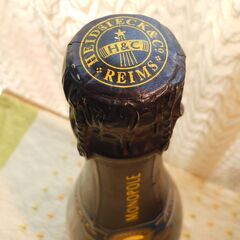 HEIDSIECK & Co.
H&C
REIMS
MONOPOLE